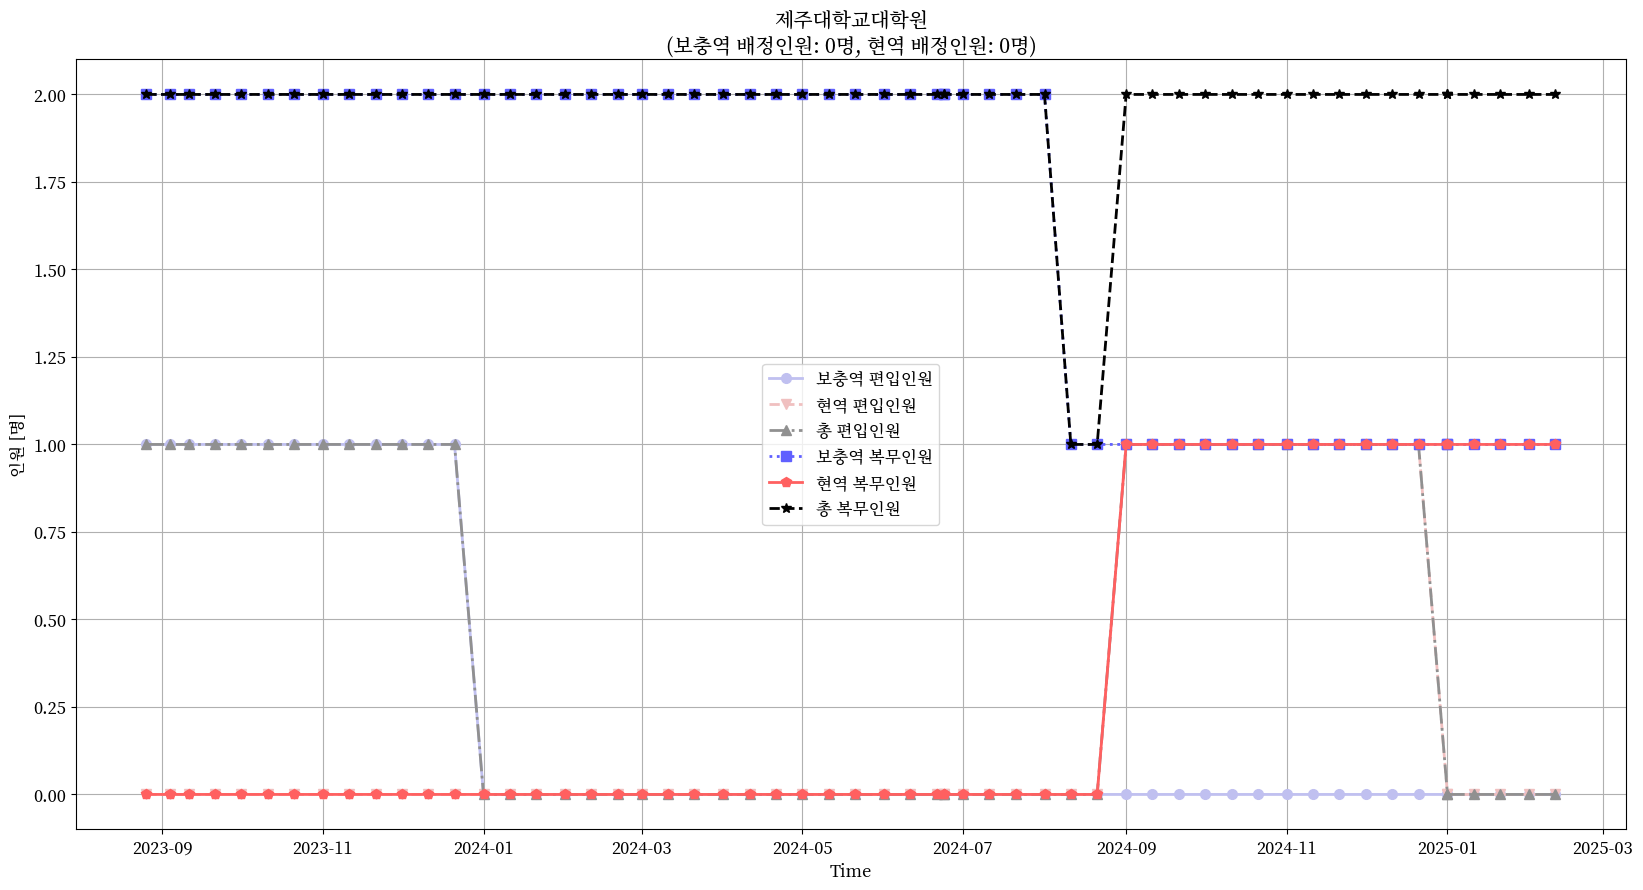 제주대학교대학원
(보충역 배정인원: 0명, 현역 배정인원: 0명)
인원 [명]
2.00
1.75
1.50
1.25
1.00
0.75
0.50
0.25
0.00
보충역 편입인원
현역 편입인원
총 편입인원
보충역 복무인원
현역 복무인원
총 복무인원
2023-09 2023-11 2024-01 2024-03 2024-05 2024-07 2024-09 2024-11 2025-01 2025-03
Time